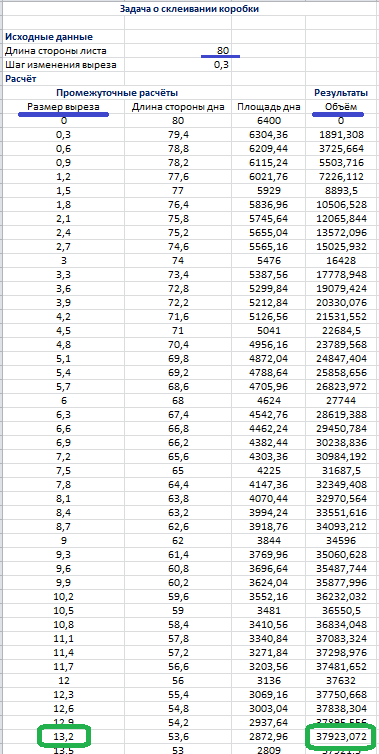 Задача о склеивании коробки
Исходные данные
Длина стороны листа 80
Шаг изменения выреза 0,3
Расчёт
Промежуточные расчёты Результаты
Размер выреза Длина стороны дна Площадь дна Объём
0 80 6400 0
0,3 79,4 6304,36 1891,308
0,6 78,8 6209,44 3725,664
0,9 78,2 6115,24 5503,716
1,2 77,6 6021,76 7226,112
1,5 77 5929 8893,5
1,8 76,4 5836,96 10506,528
2,1 75,8 5745,64 12065,844
2,4 75,2 5655,04 13572,096
2,7 74,6 5565,16 15025,932
3 74 5476 16428
3,3 73,4 5387,56 17778,948
3,6 72,8 5299,84 19079,424
3,9 72,2 5212,84 20330,076
4,2 71,6 5126,56 21531,552
4,5 71 5041 22684,5
4,8 70,4 4956,16 23789,568
5,1 69,8 4872,04 24847,404
5,4 69,2 4788,64 25858,656
5,7 68,6 4705,96 26823,972
6 68 4624 27744
6,3 67,4 4542,76 28619,388
6,6 66,8 4462,24 29450,784
6,9 66,2 4382,44 30238,836
7,2 65,6 4303,36 30984,192
7,5 65 4225 31687,5
7,8 64,4 4147,36 32349,408
8,1 63,8 4070,44 32970,564
8,4 63,2 3994,24 33551,616
8,7 62,6 3918,76 34093,212
9 62 3844 34596
9,3 61,4 3769,96 35060,628
9,6 60,8 3696,64 35487,744
9,9 60,2 3624,04 35877,996
10,2 59,6 3552,16 36232,032
10,5 59 3481 36550,5
10,8 58,4 3410,56 36834,048
11,1 57,8 3340,84 37083,324
11,4 57,2 3271,84 37298,976
11,7 56,6 3203,56 37481,652
12 56 3136 37632
12,3 55,4 3069,16 37750,668
12,6 54,8 3003,04 37838,304
12,9 54,2 2937,64 37895,556
13,2 53,6 2872,96 37923,072
13,5 53 2809 37921,5